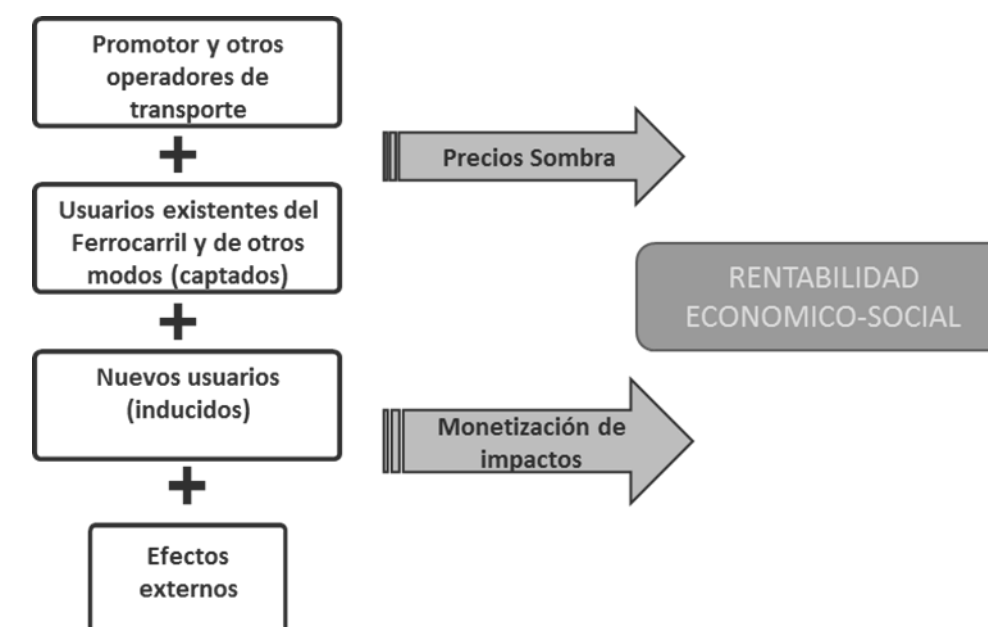 Promotor y otros
operadores de
transporte
+
Usuarios existentes del
Ferrocarril y de otros
modos (captados)
+
Nuevos usuarios
(inducidos)
+
Efectos
externos
Precios Sombra
Monetización de
impactos
RENTABILIDAD
ECONOMICO-SOCIAL